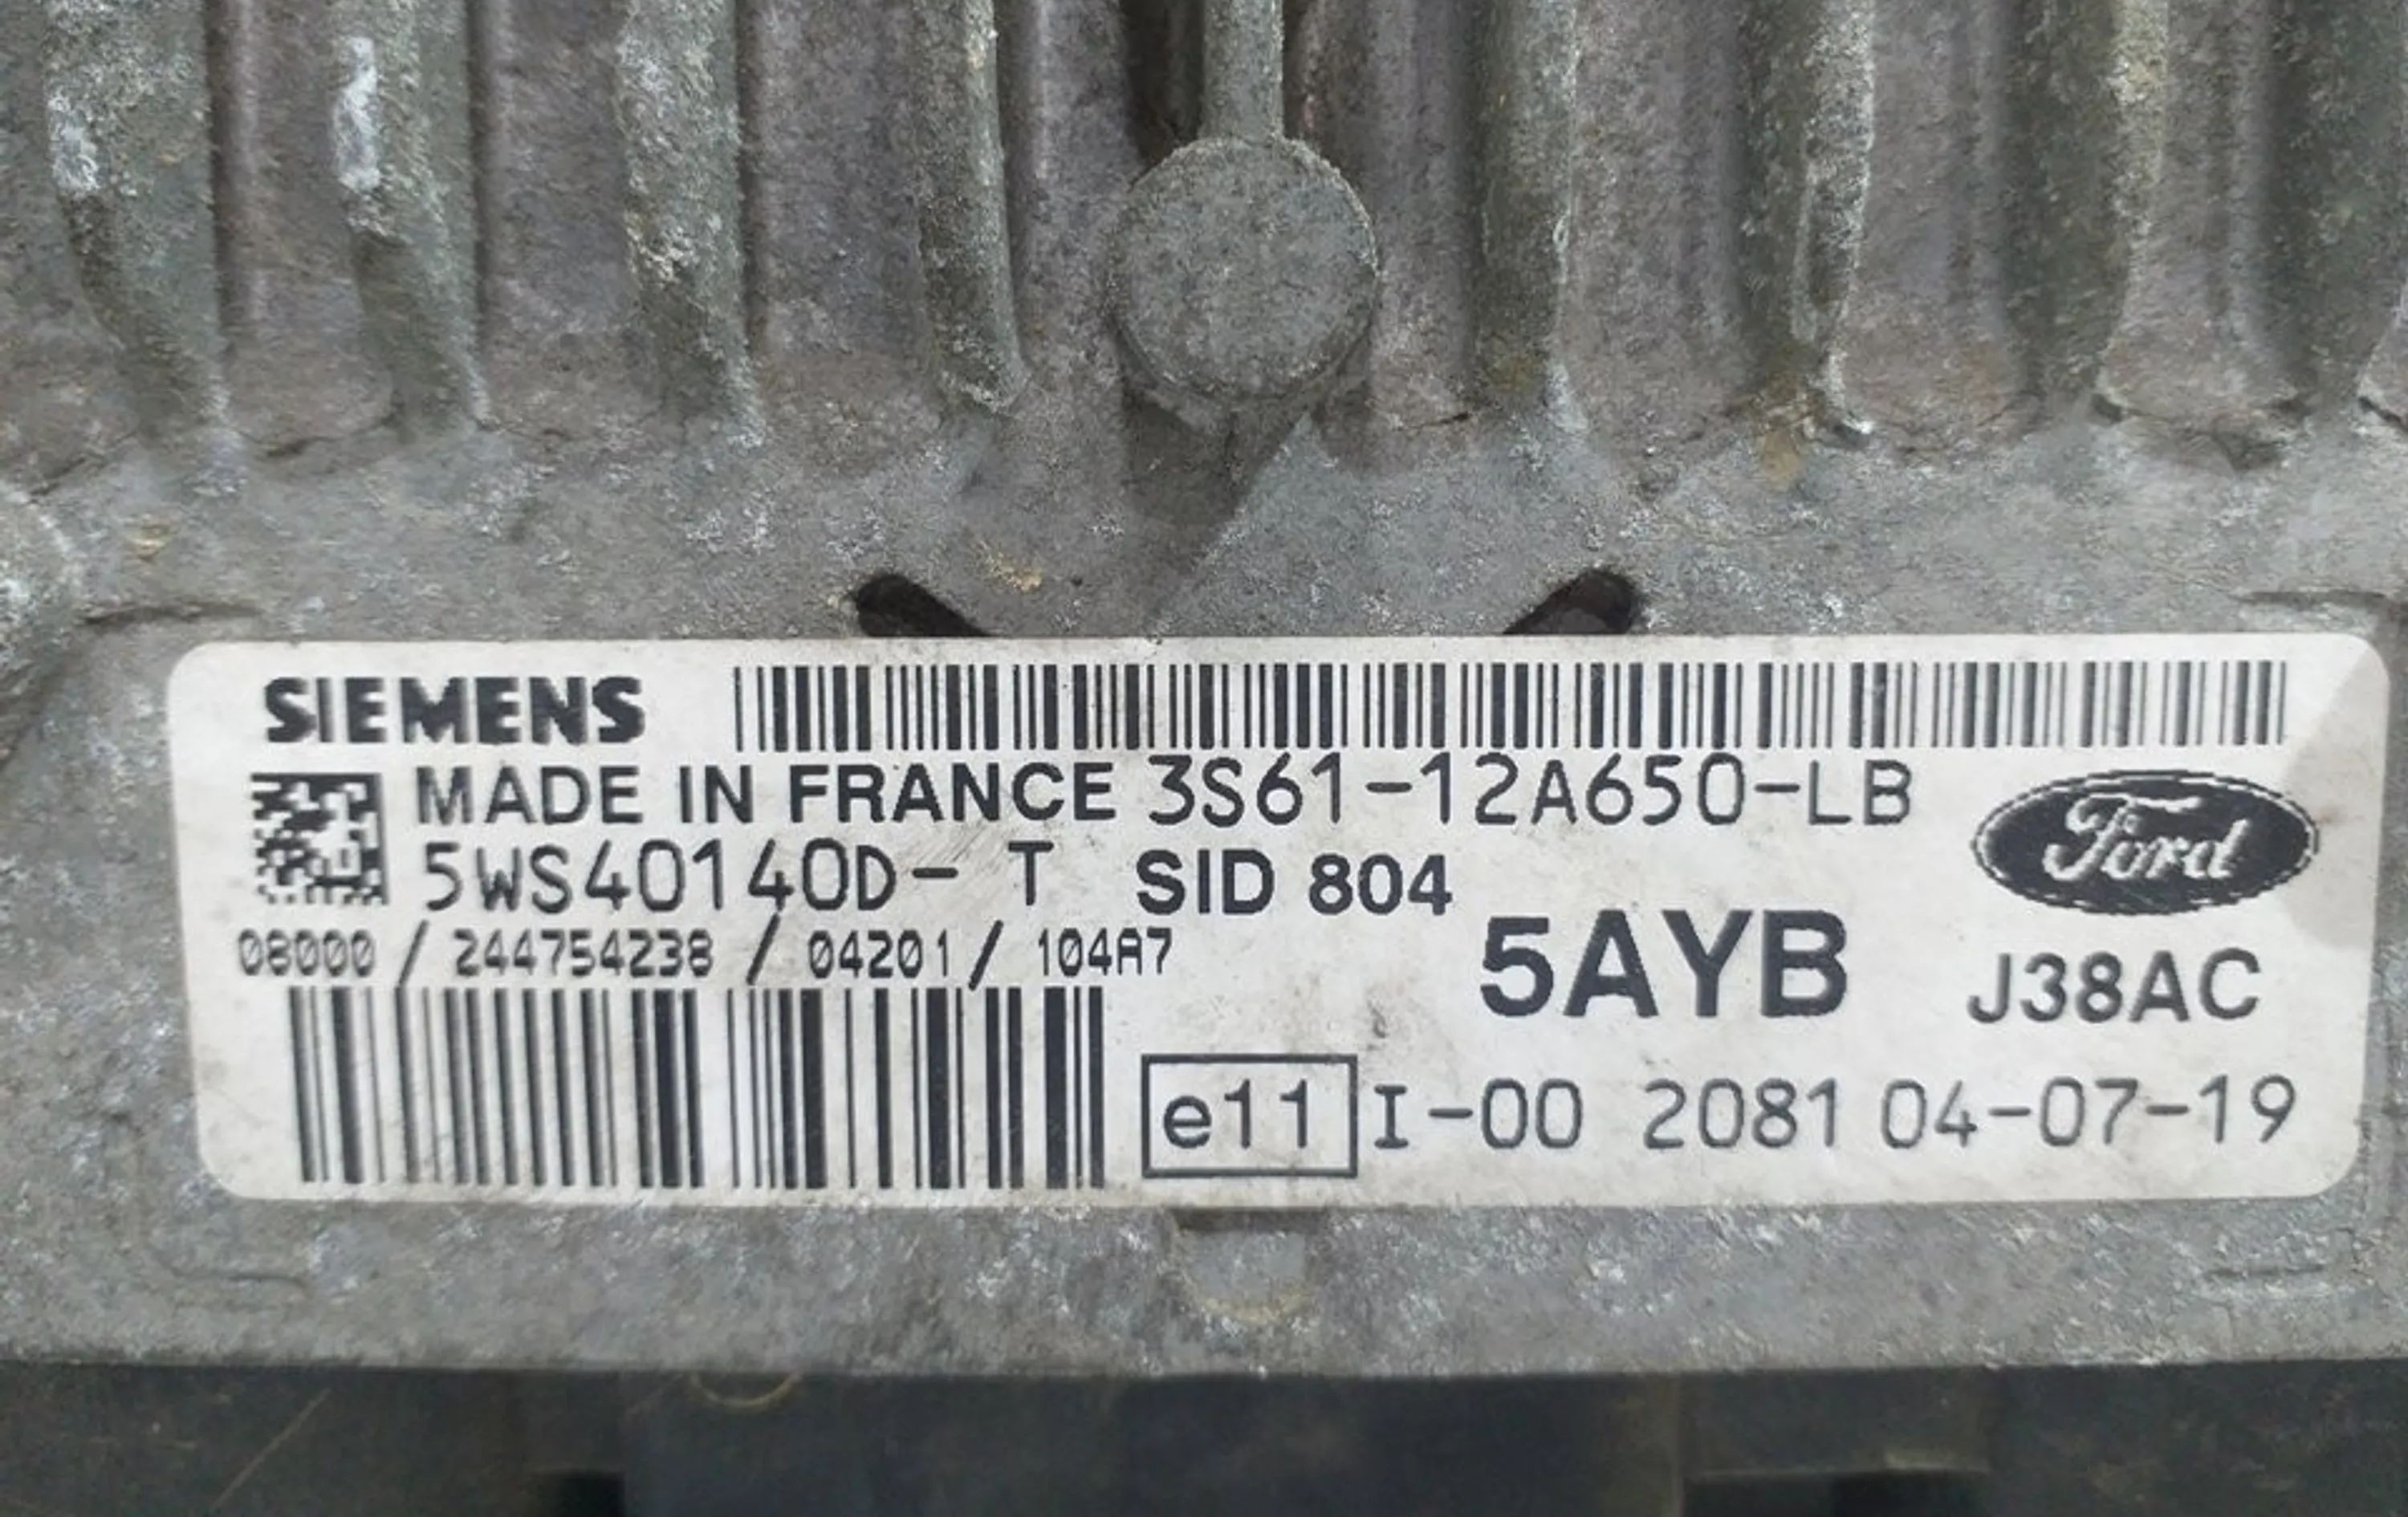 SIEMENS
MADE IN FRANCE 3S61-12A650-LB
Ford
5WS40140D- T SID 804
08000 / 244754238 / 04201 / 104A7
5AYB J38AC
e11 I-00 2081 04-07-19